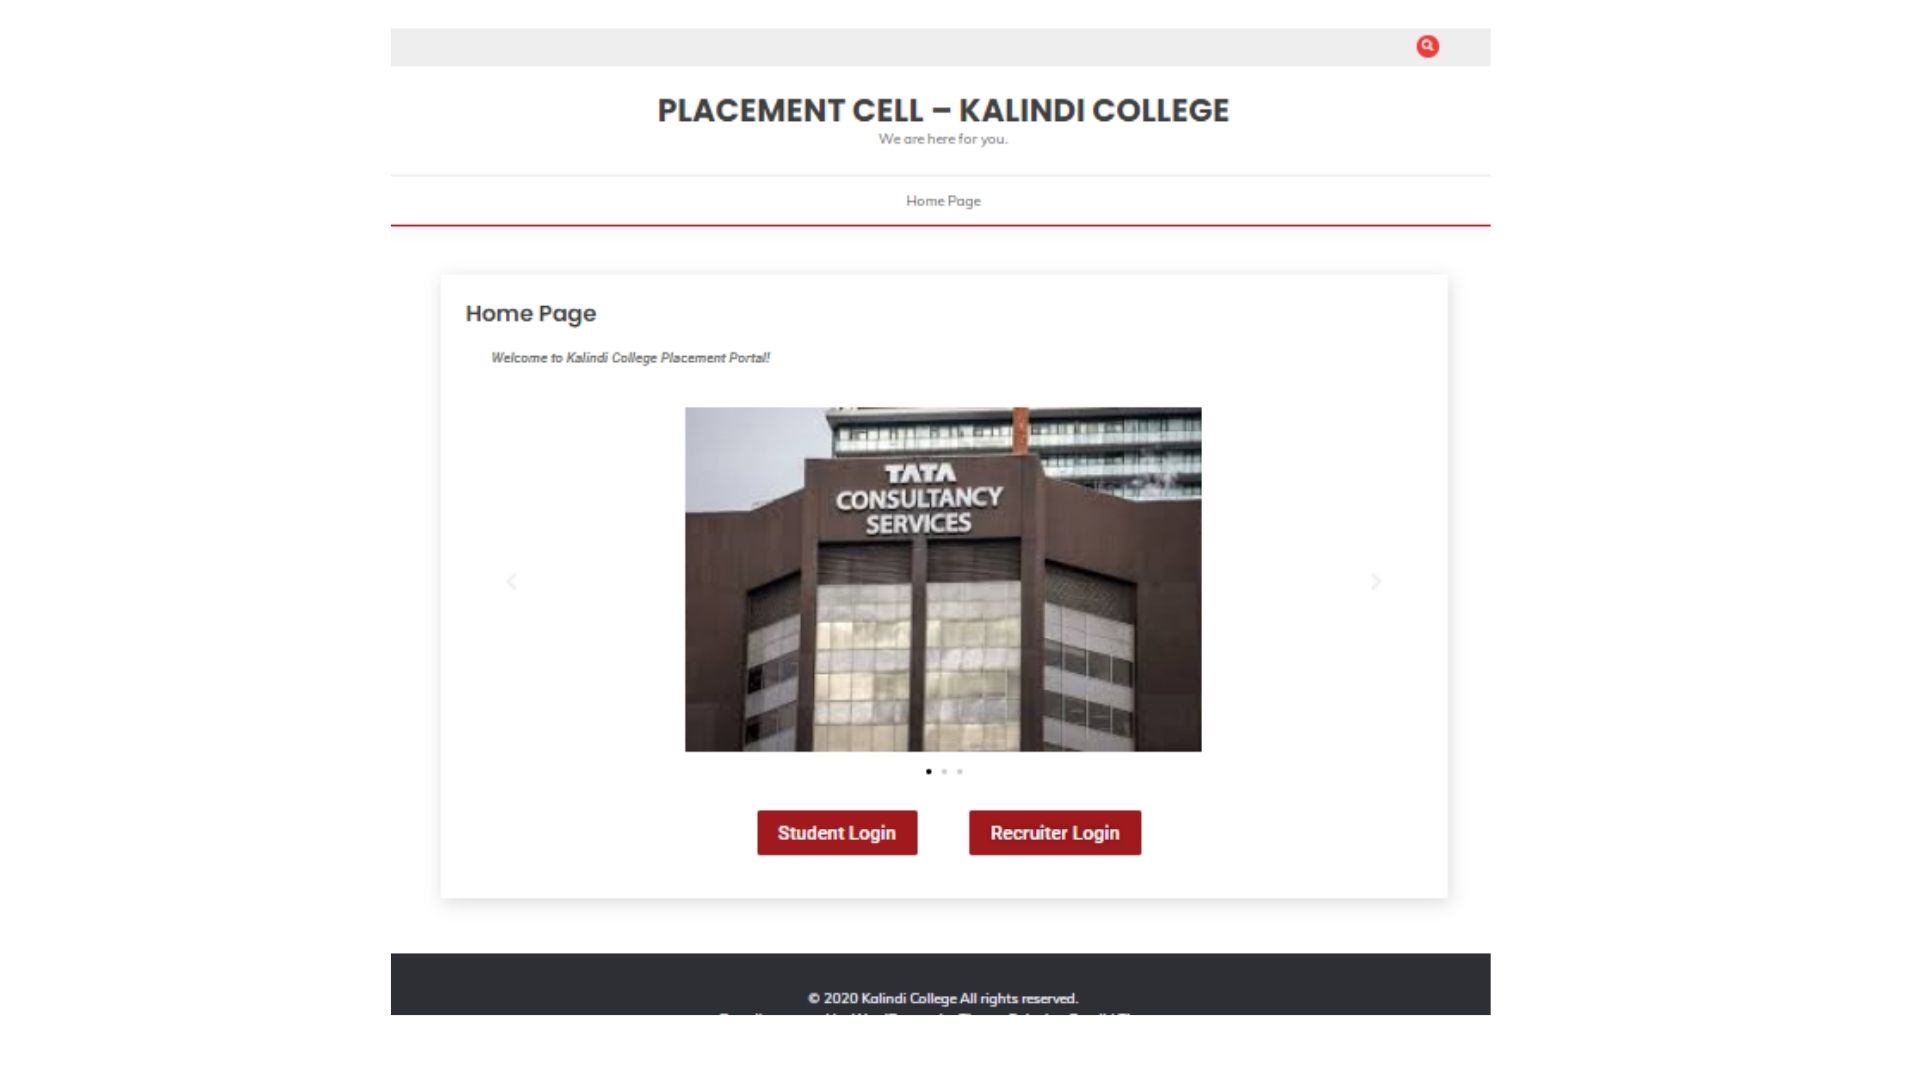 PLACEMENT CELL – KALINDI COLLEGE
We are here for you.
Home Page
Home Page
Welcome to Kalindi College Placement Portal!
TATA
CONSULTANCY
SERVICES
Student Login
Recruiter Login
© 2020 Kalindi College All rights reserved.